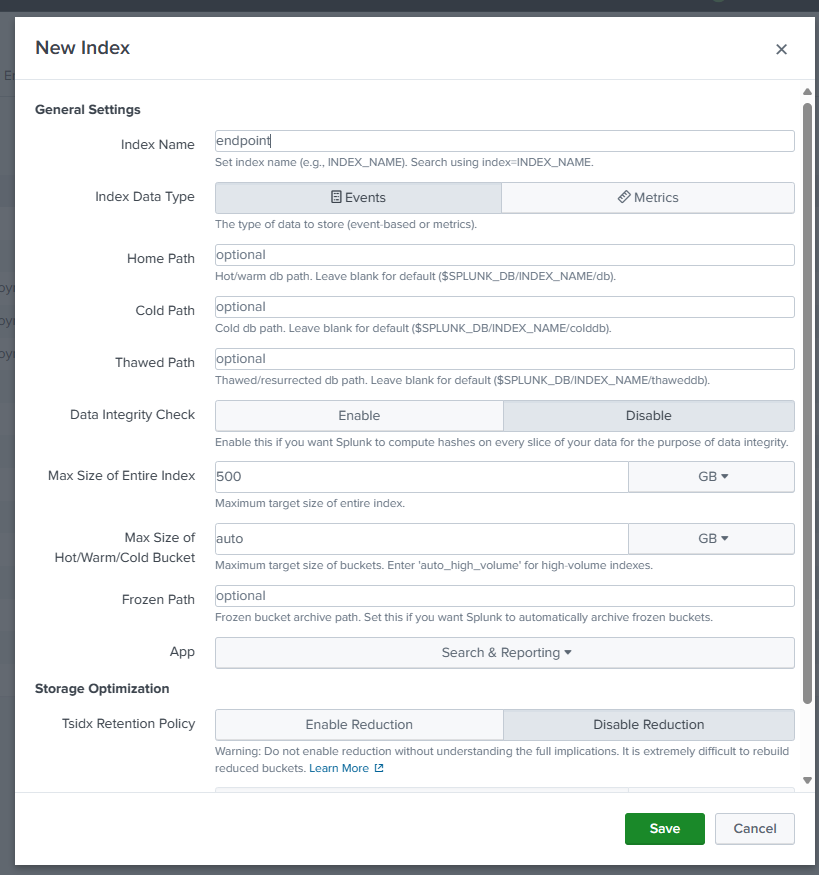 New Index
General Settings
Index Name
endpoint
Set index name (e.g., INDEX_NAME). Search using index=INDEX_NAME.
Index Data Type
Events
Metrics
The type of data to store (event-based or metrics).
Home Path
optional
Hot/warm db path. Leave blank for default ($SPLUNK_DB/INDEX_NAME/db).
Cold Path
optional
Cold db path. Leave blank for default ($SPLUNK_DB/INDEX_NAME/colddb).
Thawed Path
optional
Thawed/resurrected db path. Leave blank for default ($SPLUNK_DB/INDEX_NAME/thaweddb).
Data Integrity Check
Enable
Disable
Enable this if you want Splunk to compute hashes on every slice of your data for the purpose of data integrity.
Max Size of Entire Index
500
GB
Maximum target size of entire index.
Max Size of
Hot/Warm/Cold Bucket
auto
GB
Maximum target size of buckets. Enter 'auto_high_volume' for high-volume indexes.
Frozen Path
optional
Frozen bucket archive path. Set this if you want Splunk to automatically archive frozen buckets.
App
Search & Reporting
Storage Optimization
Tsidx Retention Policy
Enable Reduction
Disable Reduction
Warning: Do not enable reduction without understanding the full implications. It is extremely difficult to rebuild
reduced buckets. Learn More
Save
Cancel